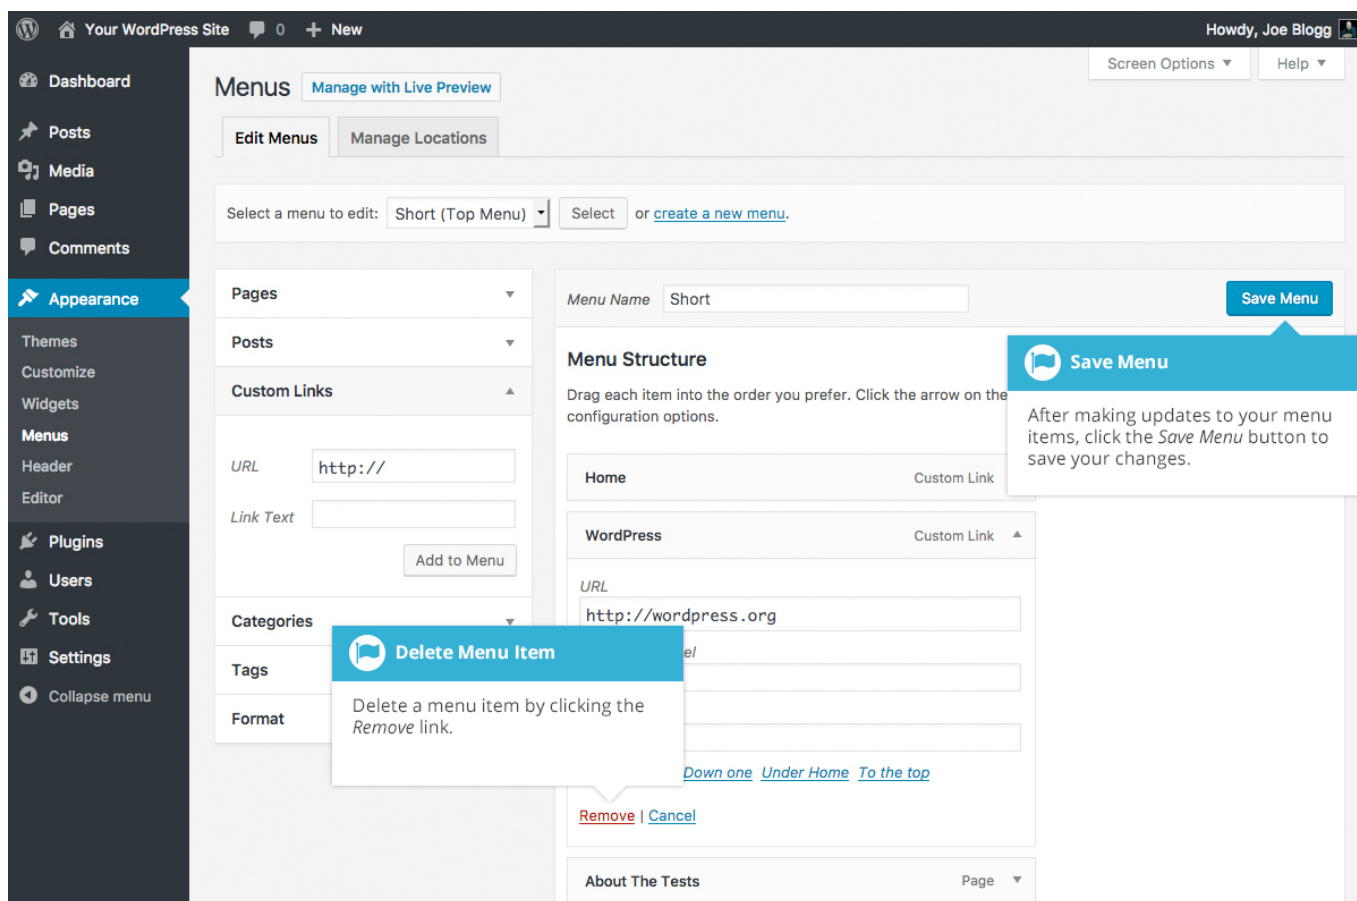 Your WordPress Site 0 + New Howdy, Joe Blogg
Dashboard
Posts
Media
Pages
Comments
Appearance
Themes
Customize
Widgets
Menus
Header
Editor
Plugins
Users
Tools
Settings
Collapse menu
Screen Options ▼ Help ▼
Menus Manage with Live Preview
Edit Menus Manage Locations
Select a menu to edit: Short (Top Menu) Select or create a new menu.
Pages
Posts
Custom Links
URL http://
Link Text
Add to Menu
Categories
Tags
Format
Delete Menu Item
Delete a menu item by clicking the
Remove link.
Menu Name Short Save Menu
Menu Structure
Drag each item into the order you prefer. Click the arrow on the
configuration options.
Save Menu
After making updates to your menu
items, click the Save Menu button to
save your changes.
Home Custom Link
WordPress Custom Link
URL
http://wordpress.org
el
Down one Under Home To the top
Remove | Cancel
About The Tests Page